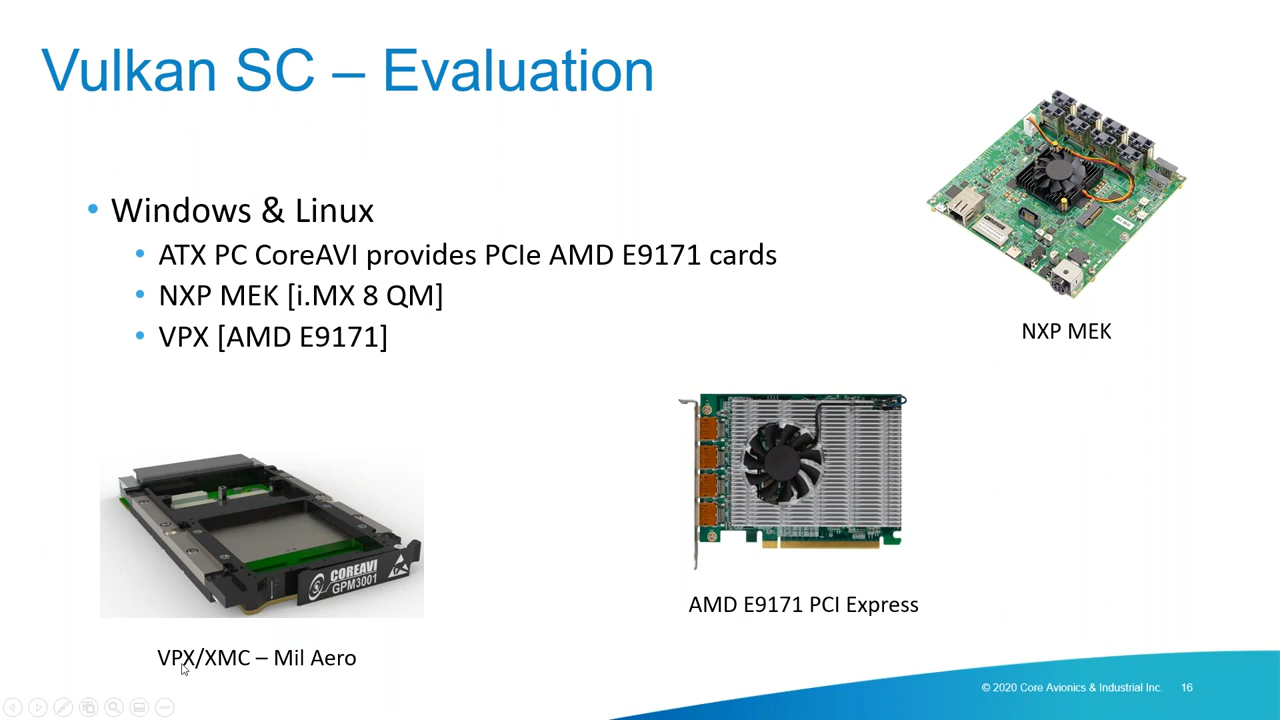 Vulkan SC – Evaluation
• Windows & Linux
• ATX PC CoreAVI provides PCIe AMD E9171 cards
• NXP MEK [i.MX 8 QM]
• VPX [AMD E9171]
NXP MEK
COREAVI
GPM3001
AMD E9171 PCI Express
VPX/XMC – Mil Aero
© 2020 Core Avionics & Industrial Inc. 16